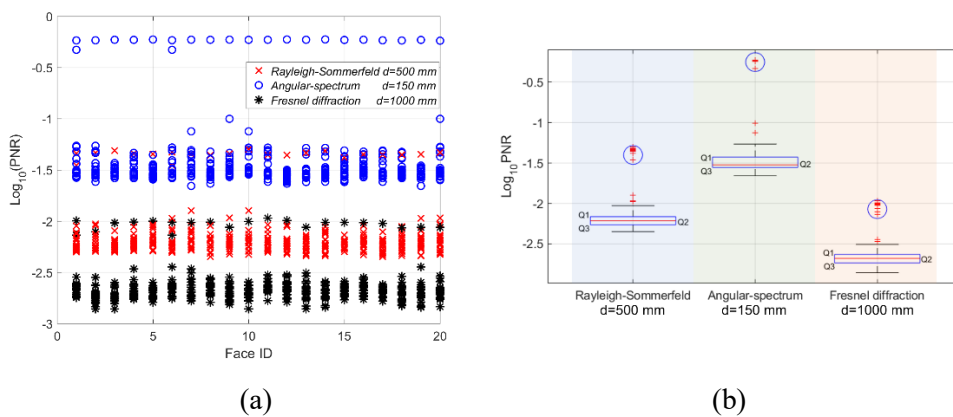 0
-0.5
-1
-1.5
-2
-2.5
-3
Log10(PNR)
0 5 10 15 20
Face ID
Rayleigh-Sommerfeld d=500 mm
Angular-spectrum d=150 mm
Fresnel diffraction d=1000 mm
(a)
-0.5
-1
-1.5
-2
-2.5
Log10 PNR
Q1
Q3
Q2
Q1
Q3
Q2
Q1
Q3
Q2
Rayleigh-Sommerfeld Angular-spectrum Fresnel diffraction
d=500 mm d=150 mm d=1000 mm
(b)